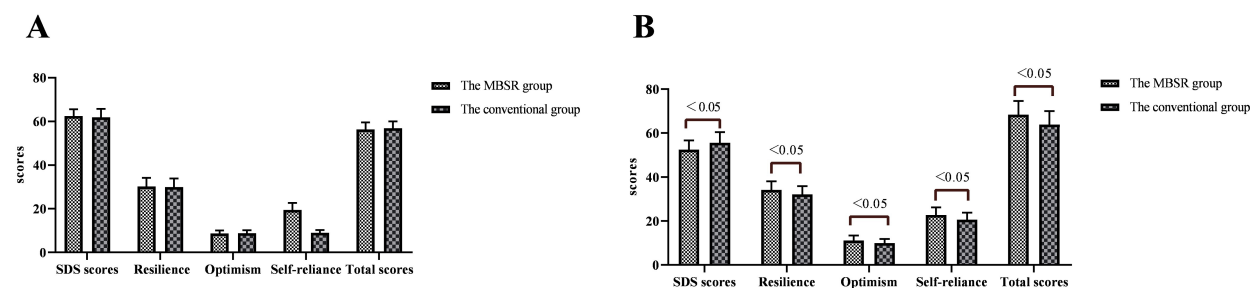 A
80
60
40
20
0
scores
SDS scores Resilience Optimism Self-reliance Total scores
The MBSR group
The conventional group
B
80
60
40
20
0
scores
<0.05
<0.05
<0.05
<0.05
<0.05
SDS scores Resilience Optimism Self-reliance Total scores
The MBSR group
The conventional group